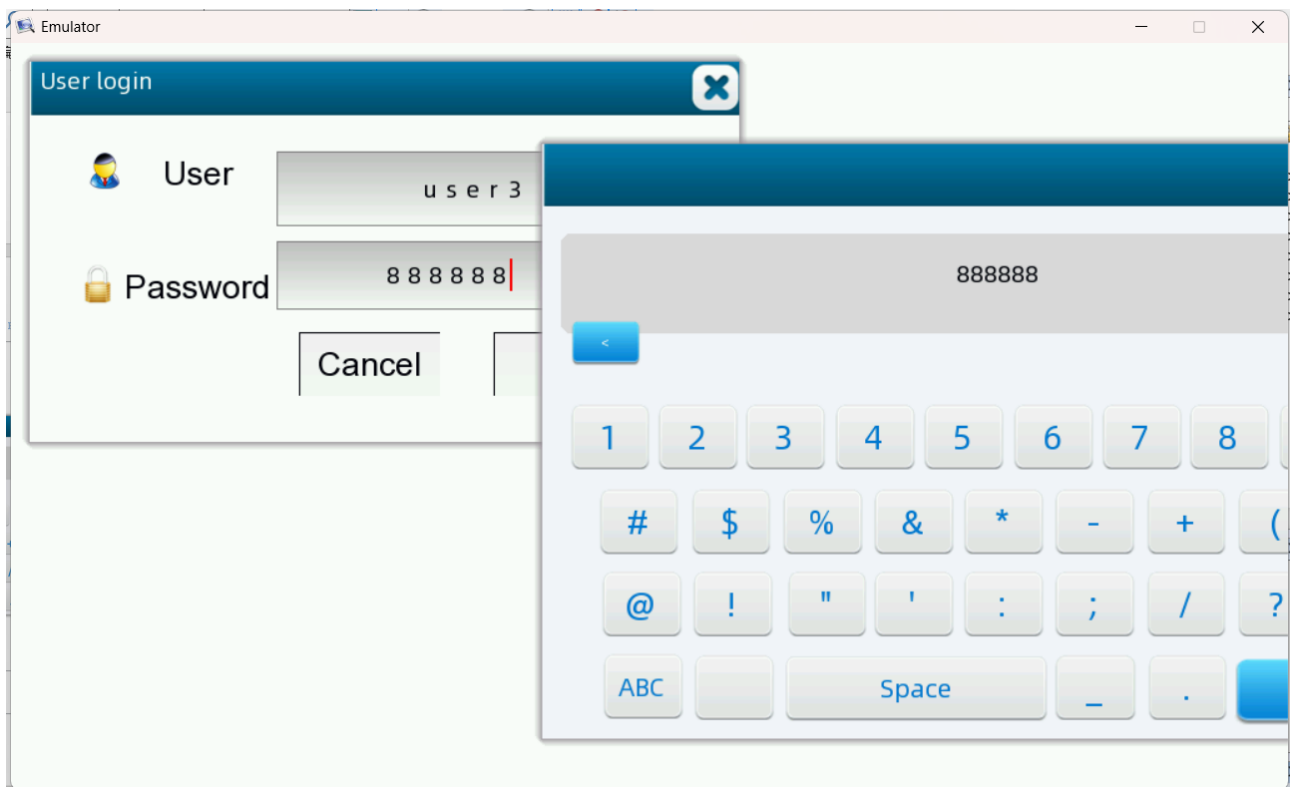 Emulator
User login
User
user3
Password
888888
Cancel
888888
<
1 2 3 4 5 6 7 8
# $ % & * - + (
@ ! " ' : ; / ?
ABC Space _ .